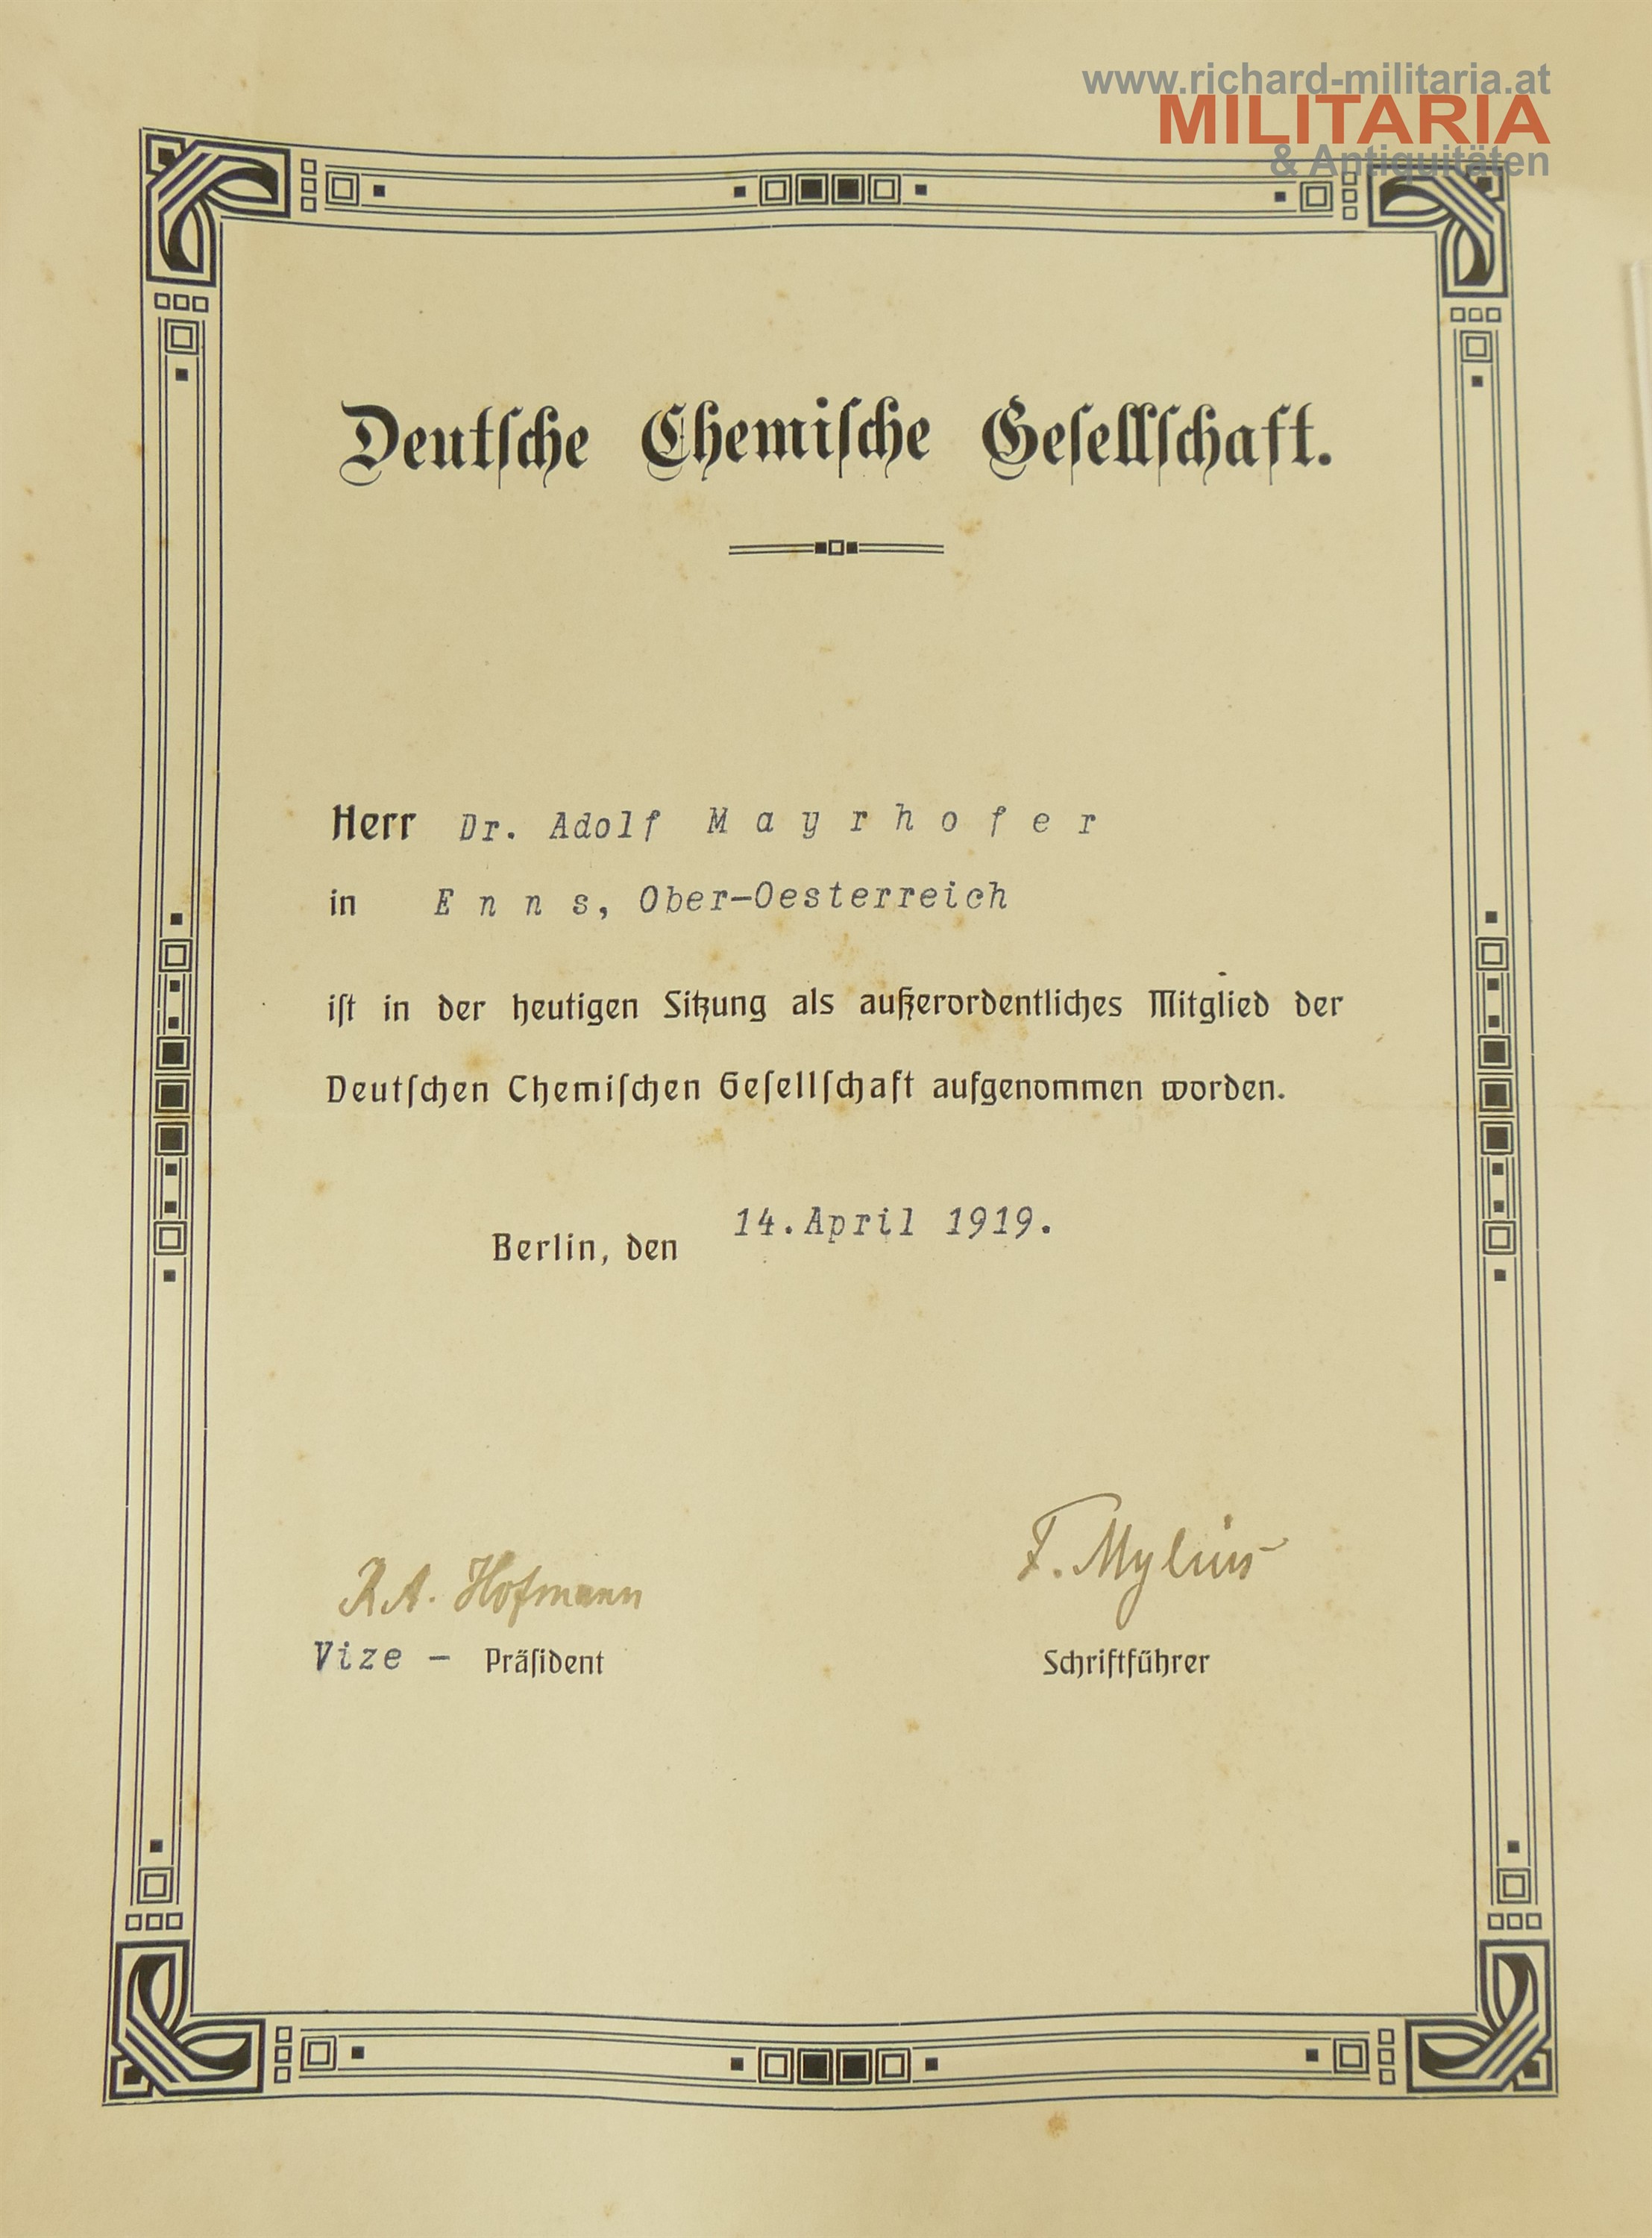 www.richard-militaria.at
MILITARIA
& Antiquitäten
Deutſche Chemiſche Geſellſchaft.
Herr Dr. Adolf Mayrhofer
in Enns, Ober-Oesterreich
iſt in der heutigen Sitzung als außerordentliches Mitglied der
Deutſchen Chemiſchen Geſellſchaft aufgenommen worden.
Berlin, den 14.April 1919.
K. A. Hofmann
F. Mylius
Vize - Präſident
Schriftführer